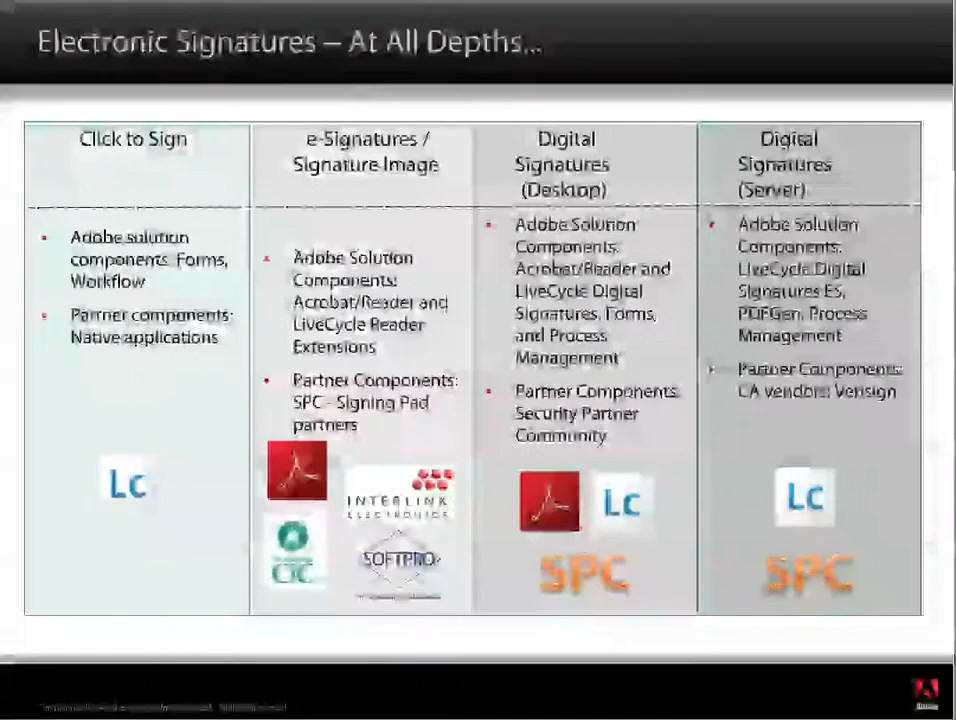 Electronic Signatures – At All Depths...
Click to Sign
• Adobe solution
components: Forms,
Workflow
• Partner components:
Native applications
Lc
e-Signatures /
Signature Image
• Adobe Solution
Components:
Acrobat/Reader and
LiveCycle Reader
Extensions
• Partner Components:
SPC - Signing Pad
partners
INTERLINK
ELECTRONICS
CIC
SOFTPRO
Digital
Signatures
(Desktop)
• Adobe Solution
Components:
Acrobat/Reader and
LiveCycle Digital
Signatures, Forms,
and Process
Management
• Partner Components:
Security Partner
Community
Lc
SPC
Digital
Signatures
(Server)
• Adobe Solution
Components:
LiveCycle Digital
Signatures ES,
PDFGen, Process
Management
• Partner Components:
CA vendors: Verisign
Lc
SPC
Adobe